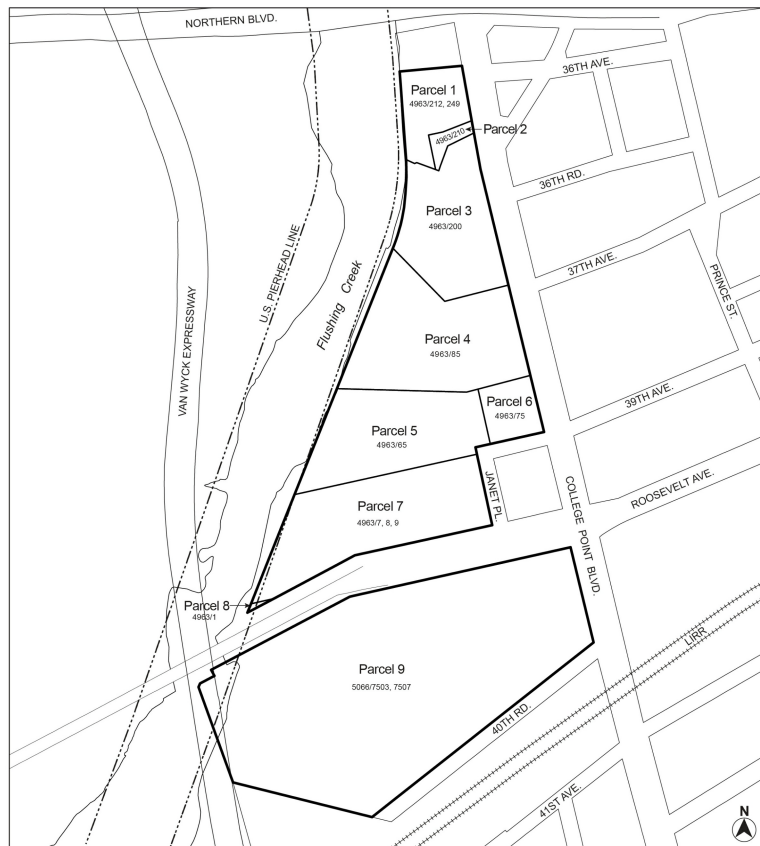 NORTHERN BLVD.
36TH AVE.
Parcel 1
4963/212, 249
4963/210
Parcel 2
36TH RD.
Parcel 3
4963/200
U.S. PIERHEAD LINE
Flushing Creek
37TH AVE.
PRINCE ST.
VAN WYCK EXPRESSWAY
Parcel 4
4963/85
39TH AVE.
Parcel 6
4963/75
Parcel 5
4963/65
JANET PL.
COLLEGE POINT BLVD.
ROOSEVELT AVE.
Parcel 7
4963/7, 8, 9
Parcel 8
4963/1
LIRR
Parcel 9
5066/7503, 7507
40TH RD.
41ST AVE.
N